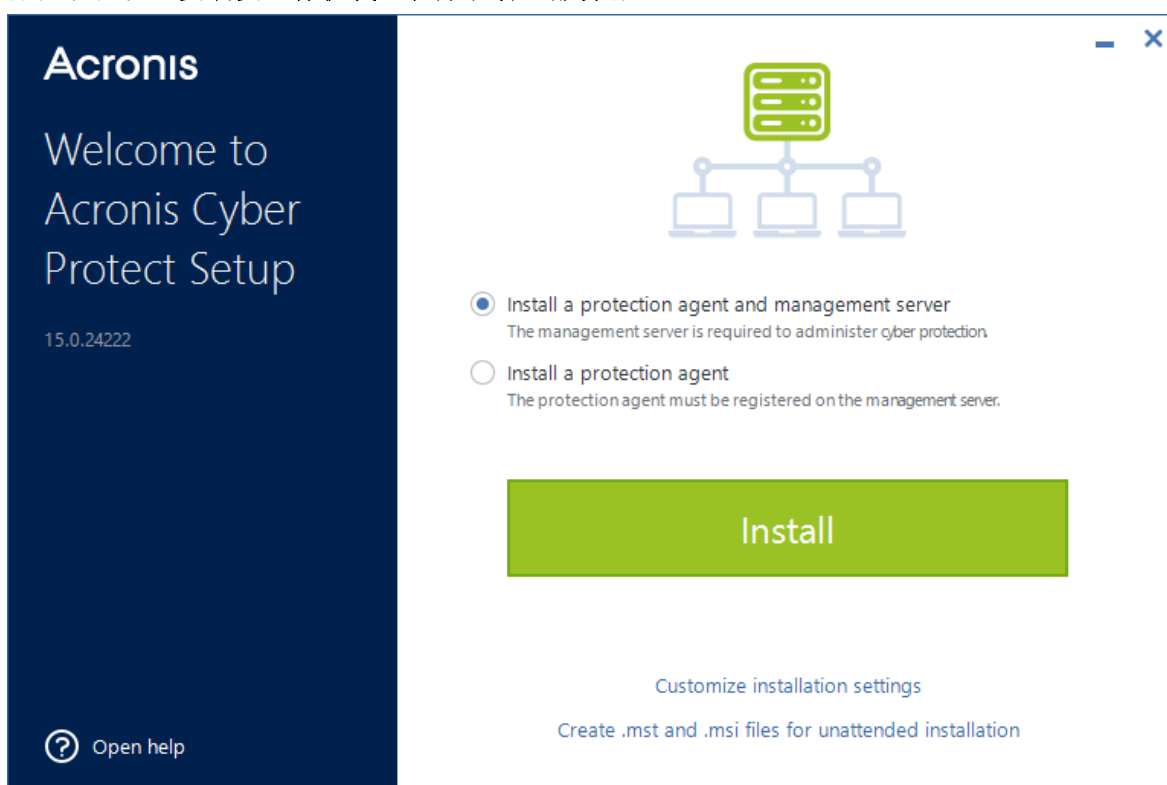 Acronis
Welcome to
Acronis Cyber
Protect Setup
15.0.24222
Install a protection agent and management server
The management server is required to administer cyber protection.
Install a protection agent
The protection agent must be registered on the management server.
Install
Customize installation settings
Create .mst and .msi files for unattended installation
? Open help